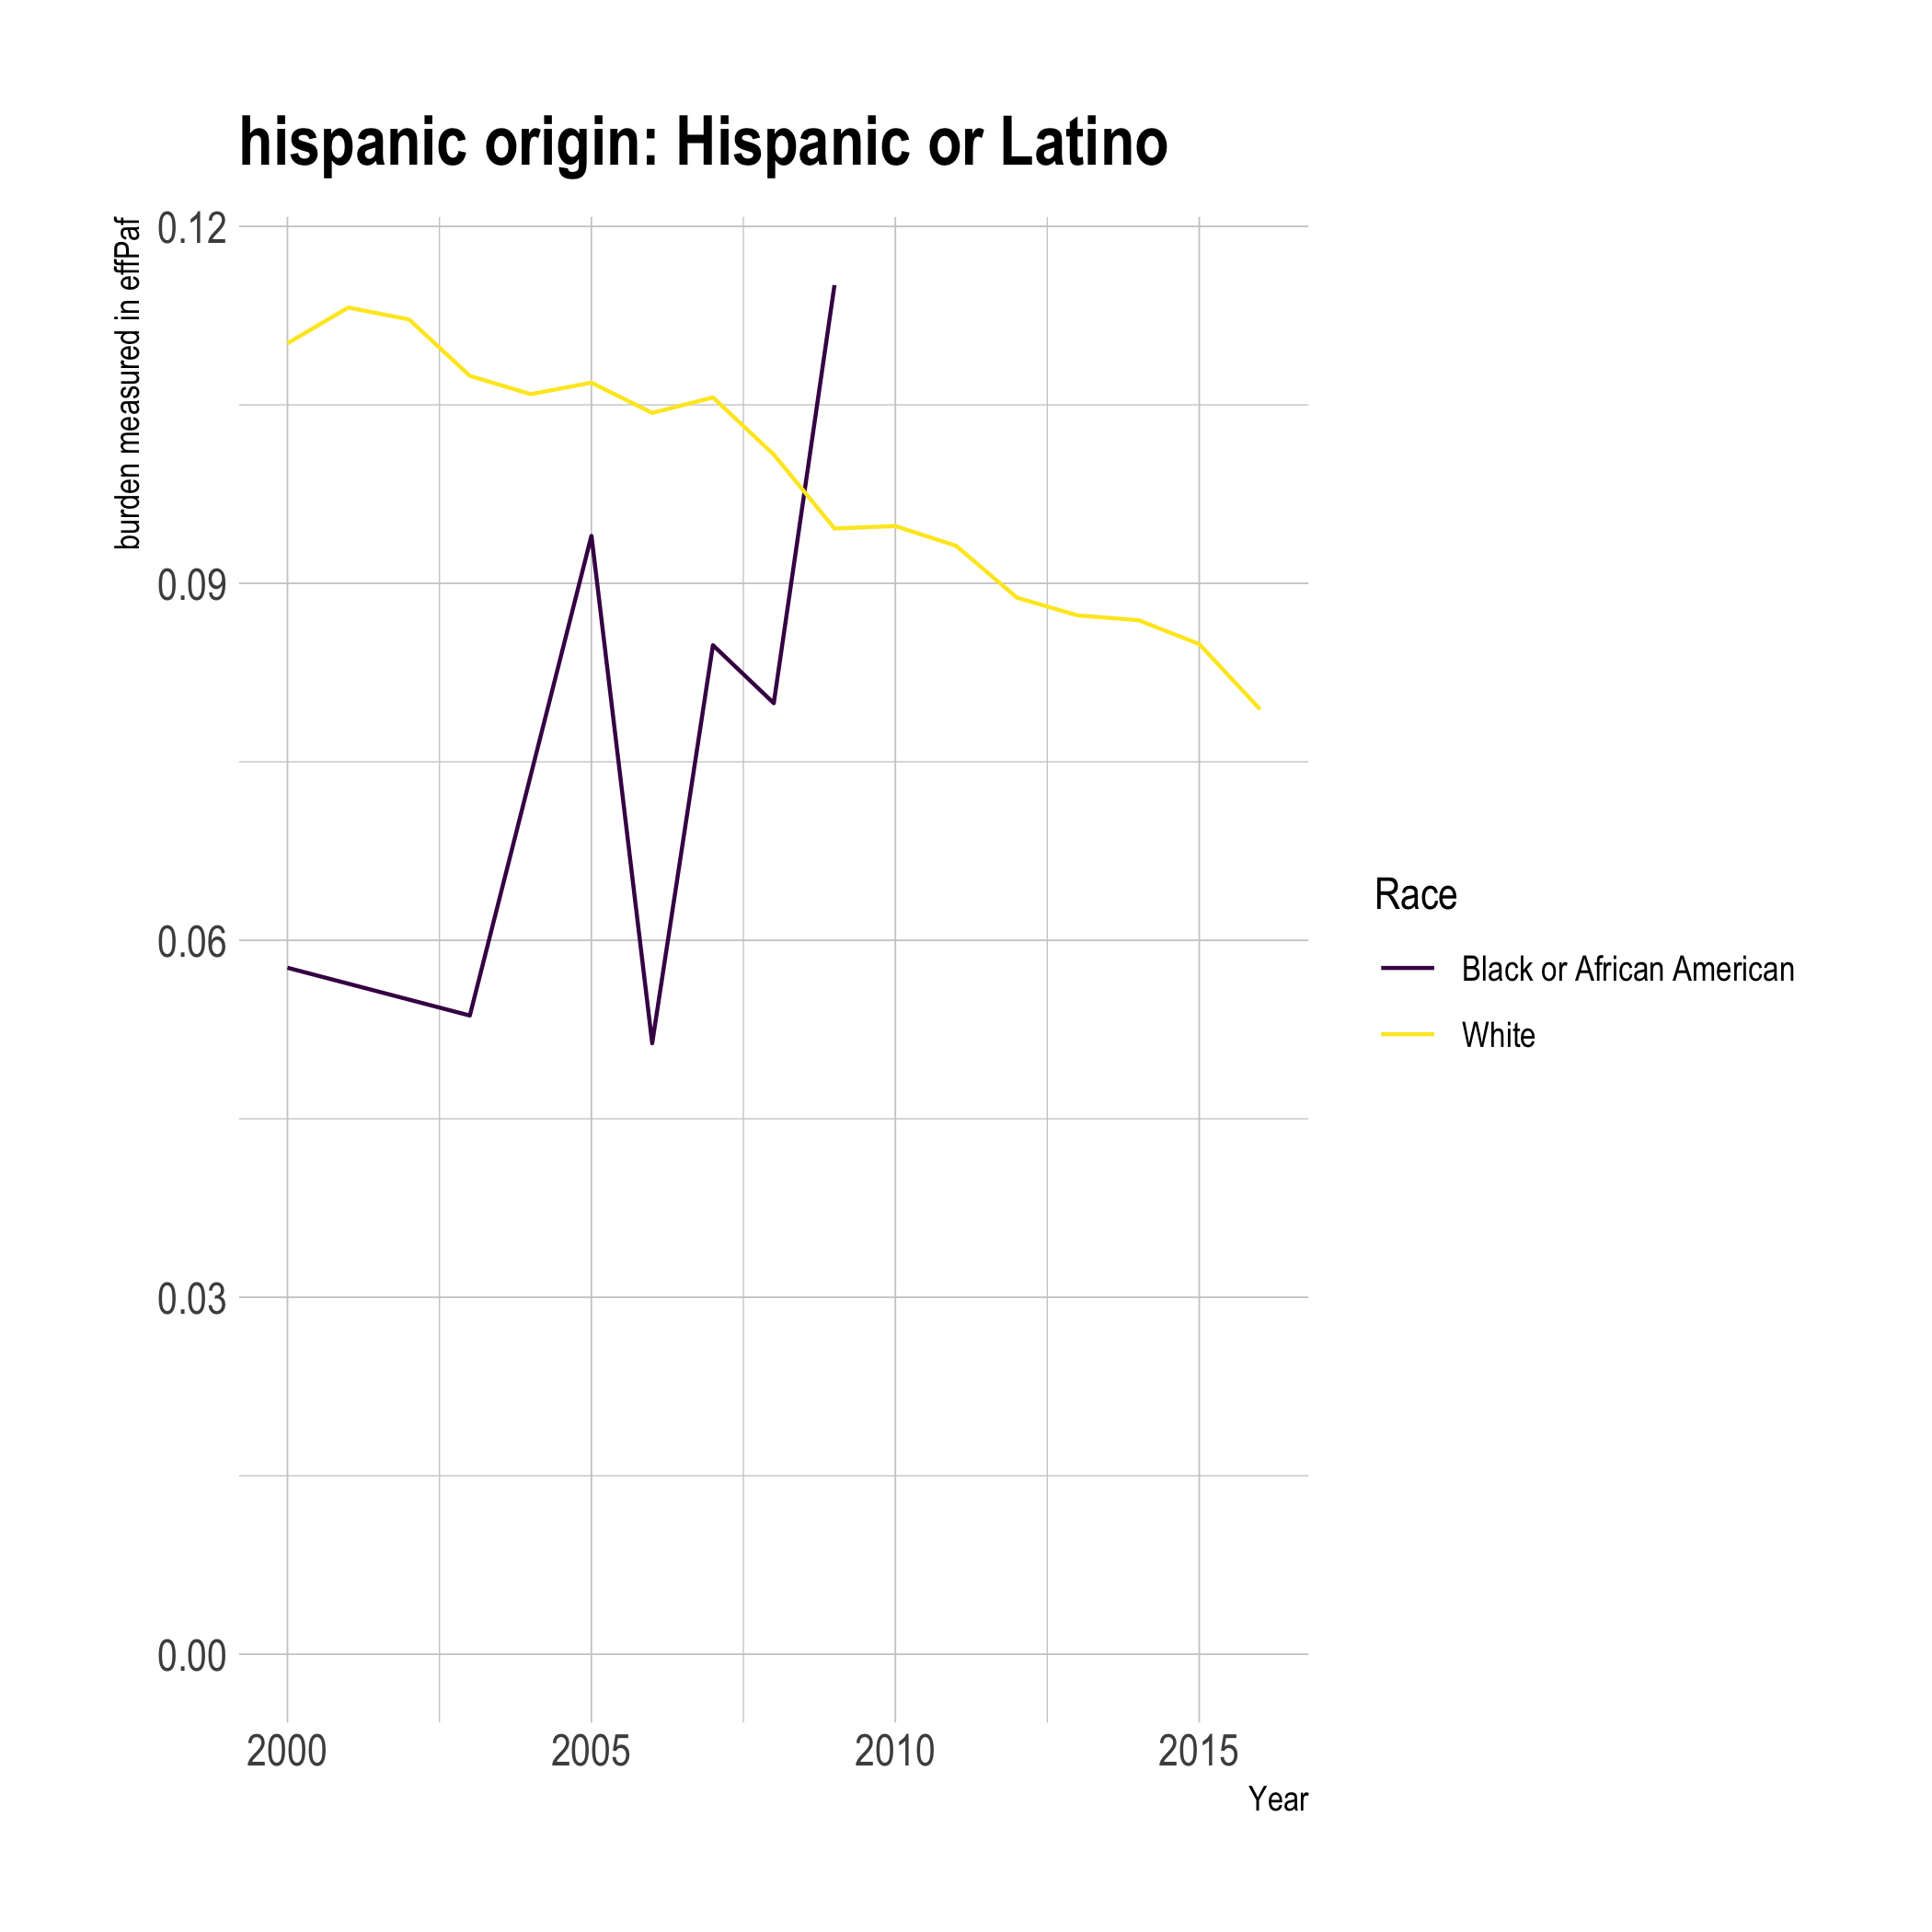 hispanic origin: Hispanic or Latino
burden measured in effPaf
0.12
0.09
0.06
0.03
0.00
2000 2005 2010 2015
Year
Race
Black or African American
White